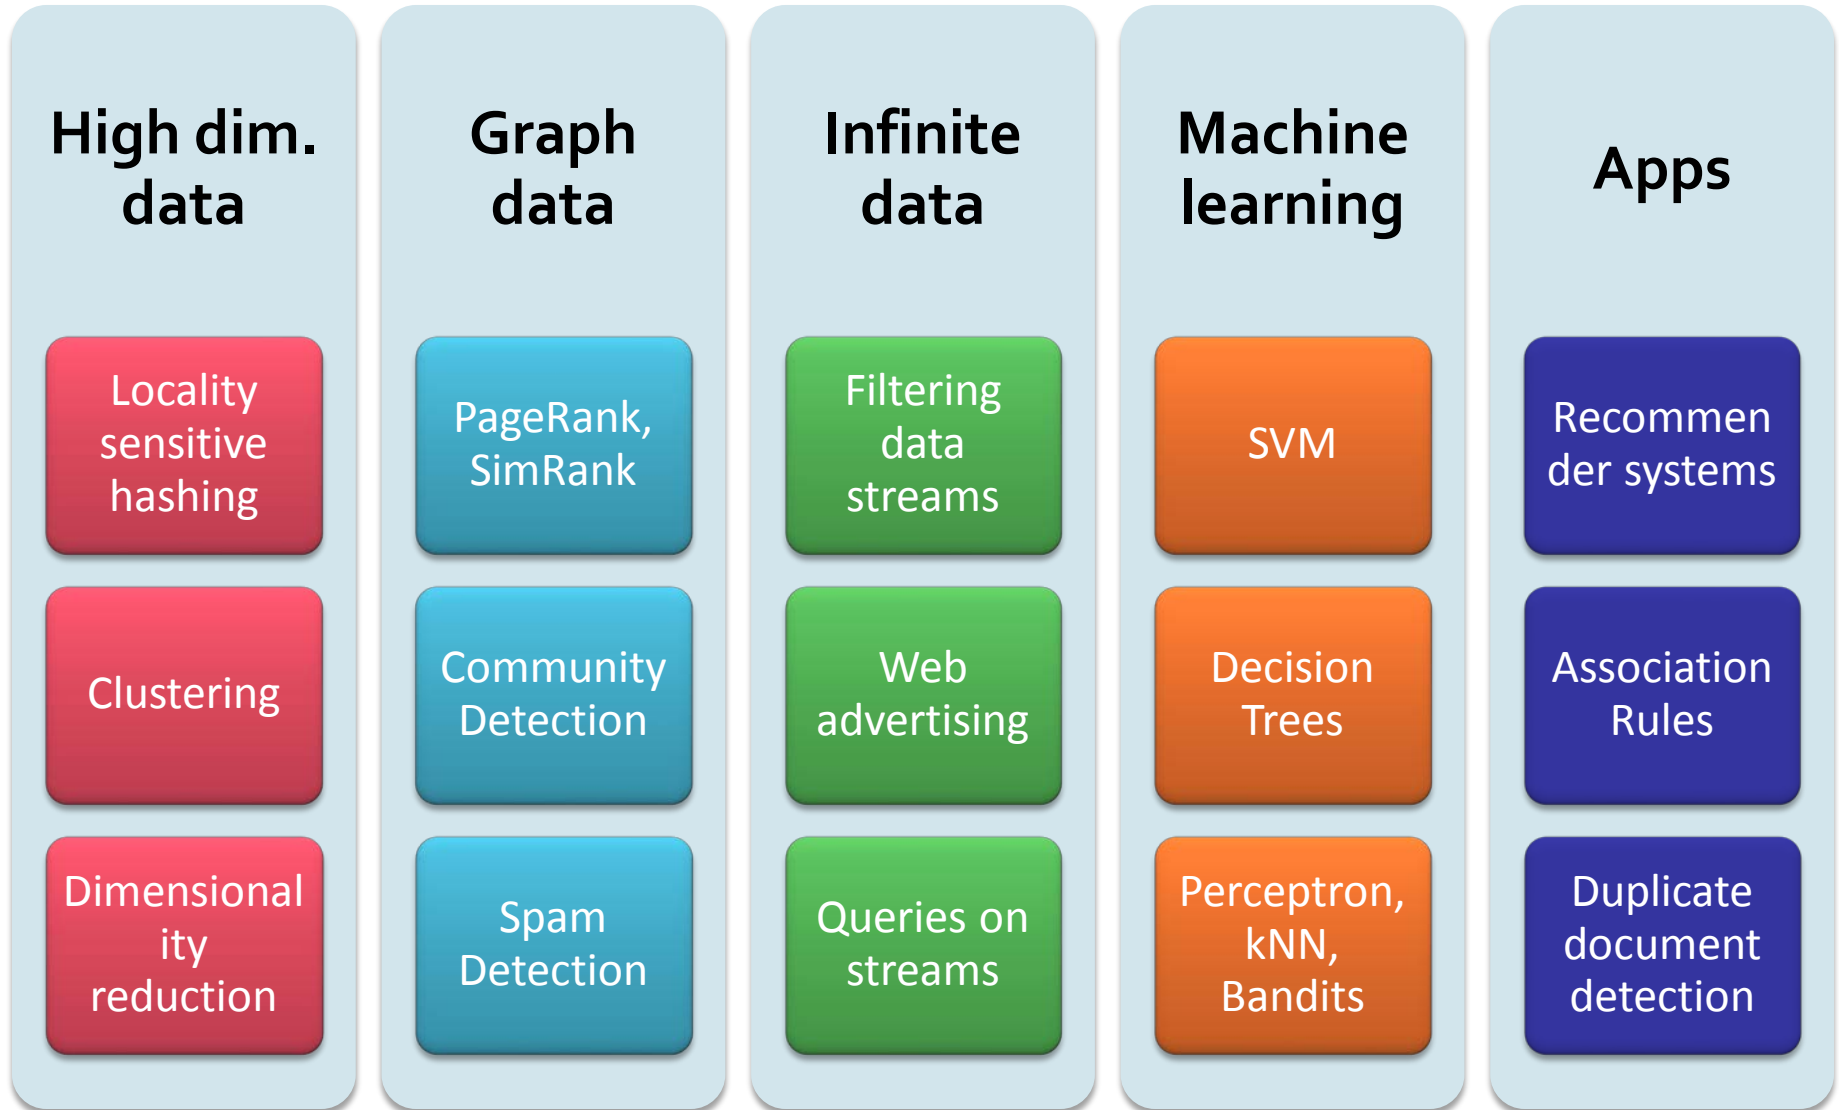 High dim.
data
Locality
sensitive
hashing
Clustering
Dimensional
ity
reduction
Graph
data
PageRank,
SimRank
Community
Detection
Spam
Detection
Infinite
data
Filtering
data
streams
Web
advertising
Queries on
streams
Machine
learning
SVM
Decision
Trees
Perceptron,
kNN,
Bandits
Apps
Recommen
der systems
Association
Rules
Duplicate
document
detection